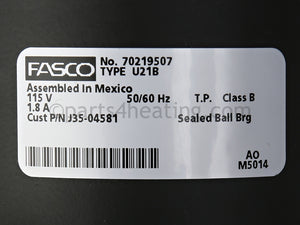 FASCO
No. 70219507
TYPE U21B
Assembled In Mexico
115 V 50/60 Hz T.P. Class B
1.8 A
Cust P/N J35-04581 Sealed Ball Brg
AO
M5014
parts4heating.com